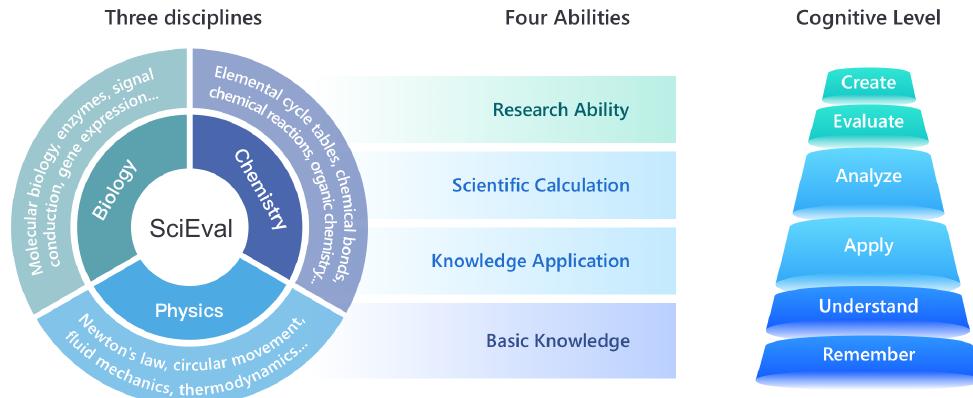 Three disciplines
Four Abilities
Cognitive Level
Molecular biology, enzymes, signal
conduction, gene expression...
Elemental cycle tables, chemical bonds,
chemical reactions, organic chemistry...
Biology
Chemistry
SciEval
Physics
Newton's law, circular movement,
fluid mechanics, thermodynamics...
Research Ability
Scientific Calculation
Knowledge Application
Basic Knowledge
Create
Evaluate
Analyze
Apply
Understand
Remember